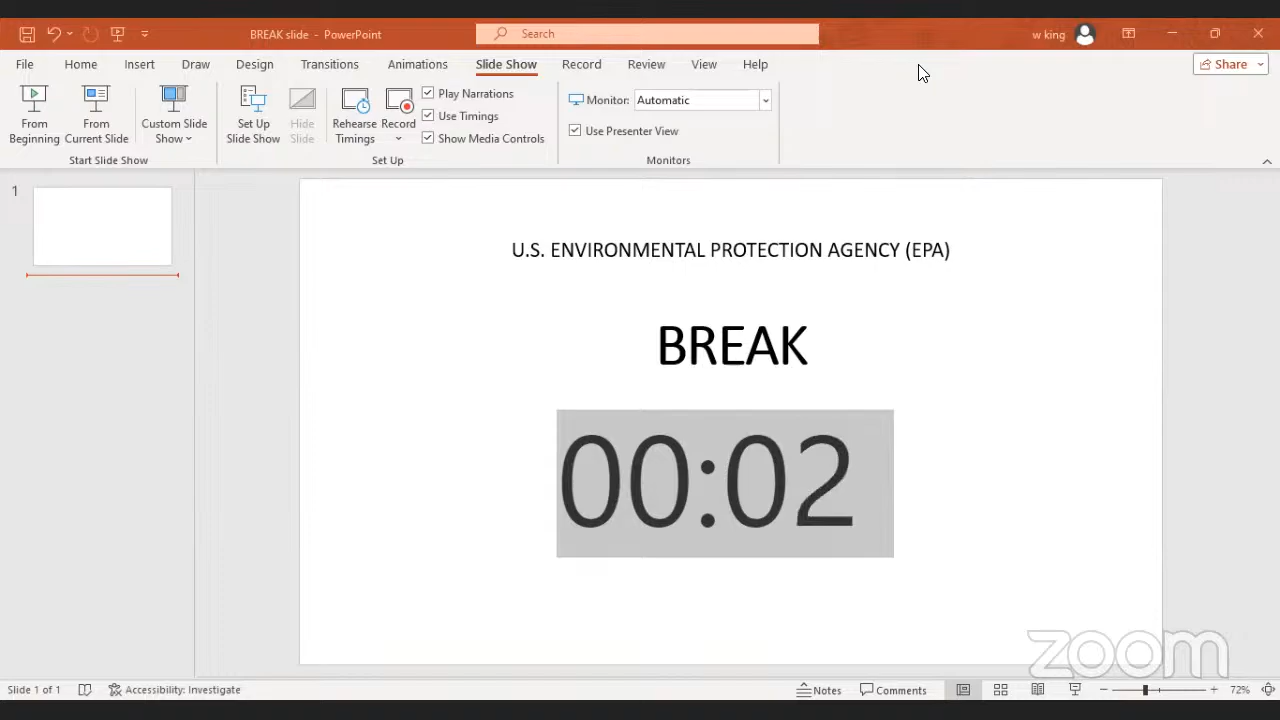 BREAK slide - PowerPoint
Search
w king
File Home Insert Draw Design Transitions Animations Slide Show Record Review View Help
Share
From Beginning
From Current Slide
Custom Slide Show
Start Slide Show
Set Up Slide Show
Hide Slide
Rehearse Timings
Record
Play Narrations
Use Timings
Show Media Controls
Set Up
Monitor: Automatic
Use Presenter View
Monitors
1
U.S. ENVIRONMENTAL PROTECTION AGENCY (EPA)
BREAK
00:02
zoom
Slide 1 of 1 Accessibility: Investigate Notes Comments 72%